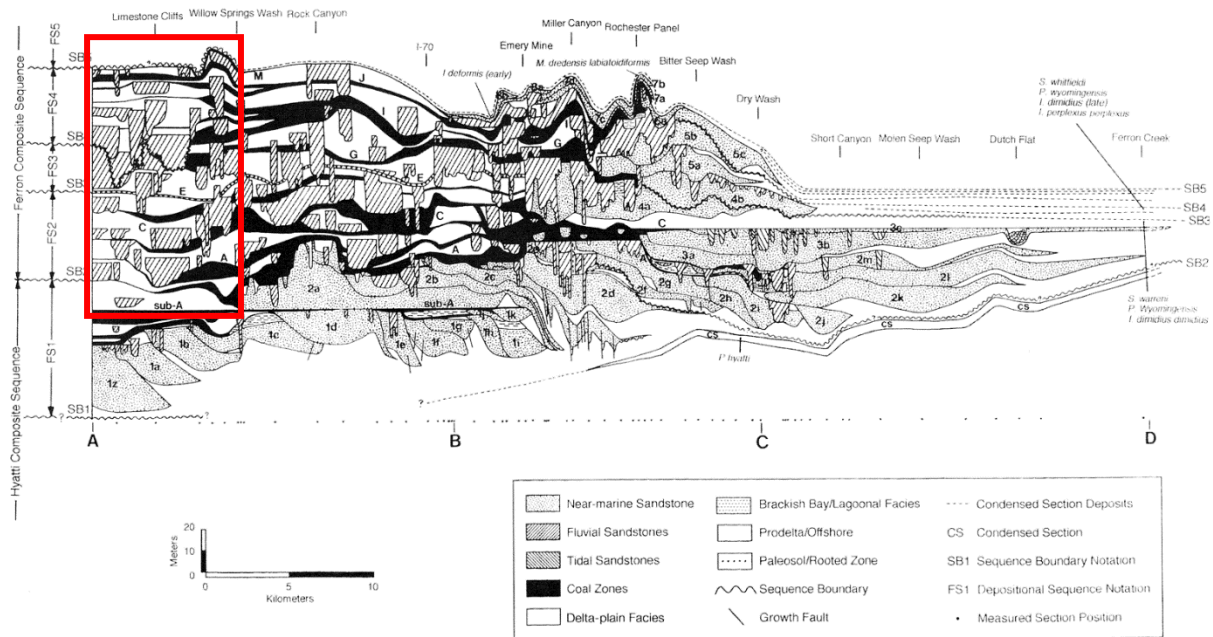 Limestone Cliffs
Willow Springs Wash
Rock Canyon
I-70
Emery Mine
Miller Canyon
Rochester Panel
I deformis (early)
M. dredensis labiatoidiformis
Bitter Seep Wash
Dry Wash
Short Canyon
Molen Seep Wash
Dutch Flat
Ferron Creek
S. whitfieldi
P. wyomingensis
I. dimidius (late)
I. perplexus perplexus
Ferron Composite Sequence
Hyatti Composite Sequence
FS5
FS4
FS3
FS2
FS1
SB2
SB1
M
J
I
G
G
E
E
C
C
C
A
A
sub-A
sub-A
7b
7a
5c
5b
5a
4b
4a
3c
3b
3a
2a
2b
2c
2d
2g
2h
2i
2j
2k
2l
2m
1z
1a
1b
1c
1d
1e
1f
1g
1h
1i
1k
CS
CS
CS
P hyatti
SB5
SB4
SB3
SB2
S. warreni
P. Wyomingensis
I. dimidius dimidius
?
?
?
A
B
C
D
Meters
20
10
0
0
5
10
Kilometers
Near-marine Sandstone
Fluvial Sandstones
Tidal Sandstones
Coal Zones
Delta-plain Facies
Brackish Bay/Lagoonal Facies
Prodelta/Offshore
Paleosol/Rooted Zone
Sequence Boundary
Growth Fault
Condensed Section Deposits
CS Condensed Section
SB1 Sequence Boundary Notation
FS1 Depositional Sequence Notation
Measured Section Position